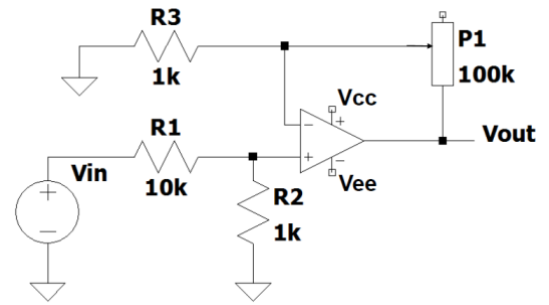 R3
P1
1k
100k
Vcc
R1
−
+
Vout
Vin
+
−
10k
Vee
R2
+
−
1k